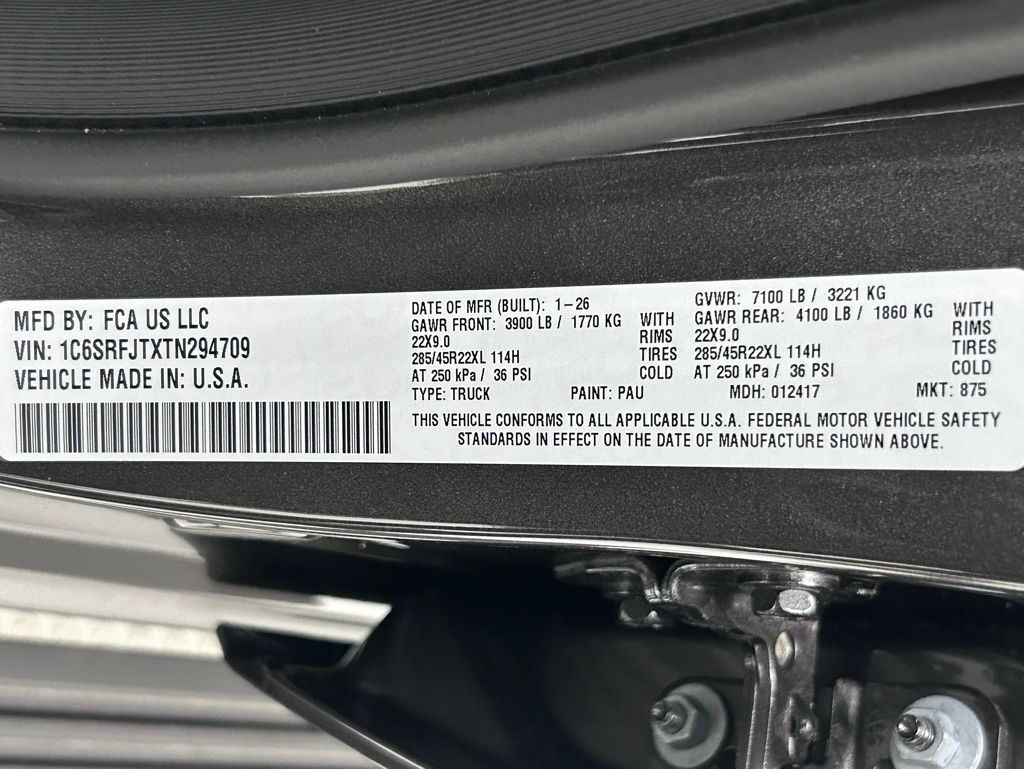 MFD BY: FCA US LLC
VIN: 1C6SRFJTXTN294709
VEHICLE MADE IN: U.S.A.
DATE OF MFR (BUILT): 1-26
GAWR FRONT: 3900 LB / 1770 KG WITH
22X9.0 RIMS
285/45R22XL 114H TIRES
AT 250 kPa / 36 PSI COLD
GVWR: 7100 LB / 3221 KG
GAWR REAR: 4100 LB / 1860 KG WITH
22X9.0 RIMS
285/45R22XL 114H TIRES
AT 250 kPa / 36 PSI COLD
TYPE: TRUCK PAINT: PAU MDH: 012417 MKT: 875
THIS VEHICLE CONFORMS TO ALL APPLICABLE U.S.A. FEDERAL MOTOR VEHICLE SAFETY
STANDARDS IN EFFECT ON THE DATE OF MANUFACTURE SHOWN ABOVE.